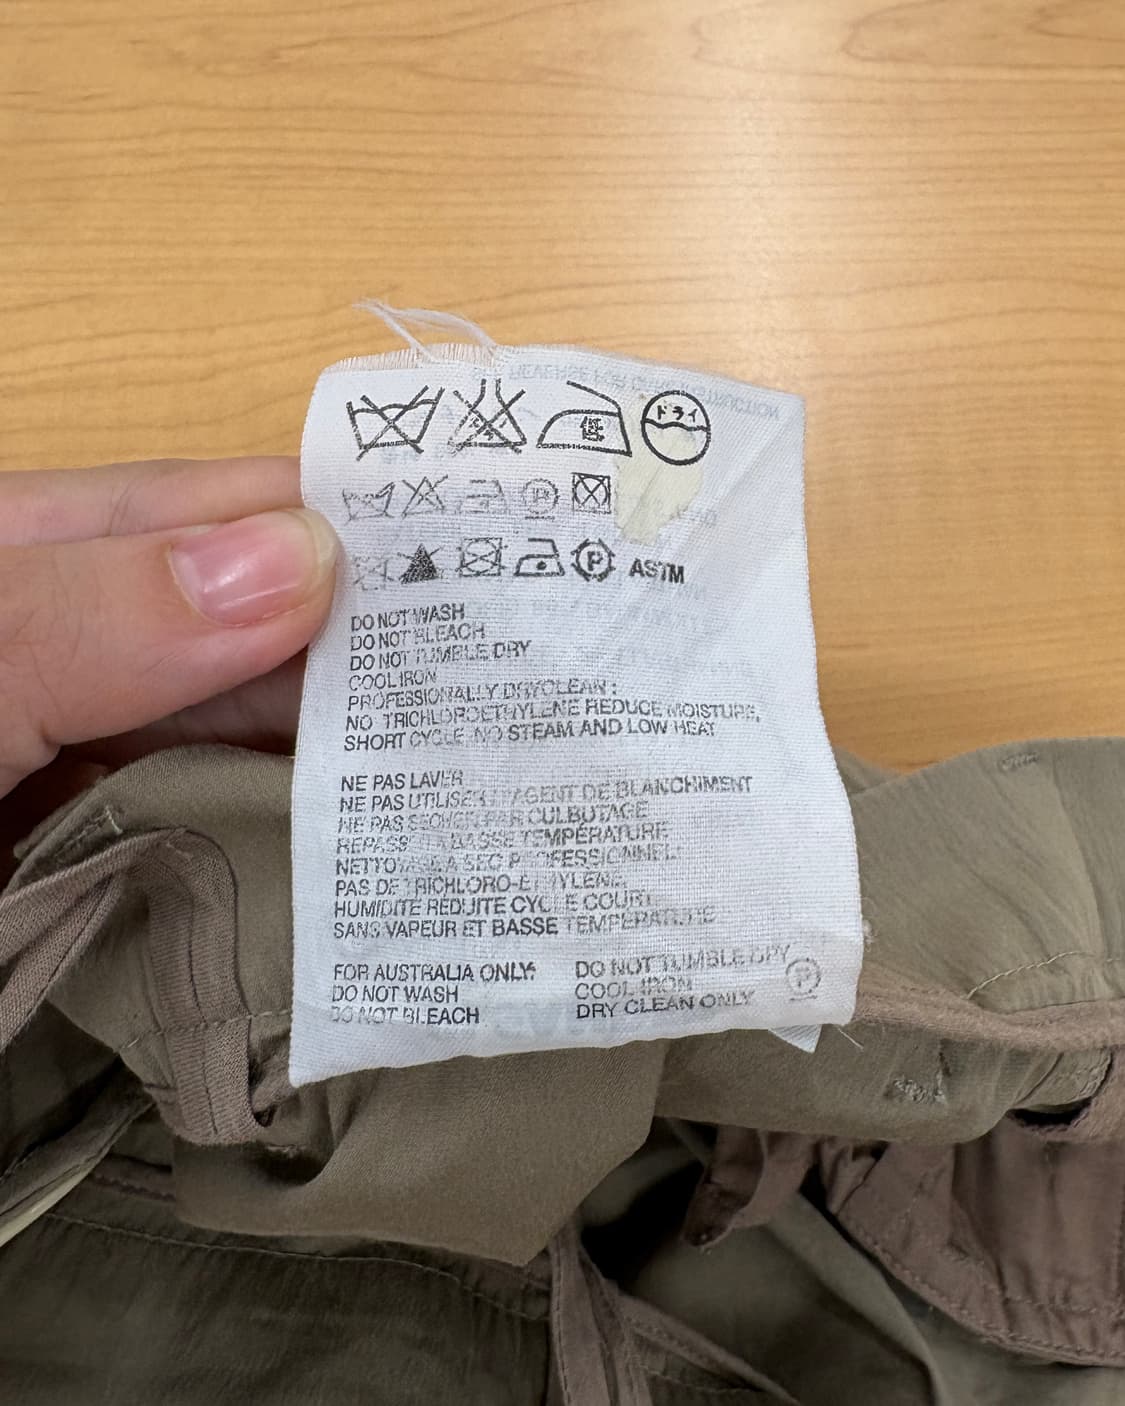 ドライ
P
P ASTM
DO NOT WASH
DO NOT BLEACH
DO NOT TUMBLE DRY
COOL IRON
PROFESSIONALLY DRYCLEAN :
NO TRICHLOROETHYLENE REDUCE MOISTURE,
SHORT CYCLE, NO STEAM AND LOW HEAT
NE PAS LAVER
NE PAS UTILISER D'AGENT DE BLANCHIMENT
NE PAS SECHER PAR CULBUTAGE
REPASSER A BASSE TEMPÉRATURE
NETTOYAGE A SEC PROFESSIONNEL:
PAS DE TRICHLORO-ETHYLENE,
HUMIDITE REDUITE CYCLE COURT
SANS VAPEUR ET BASSE TEMPERATURE
FOR AUSTRALIA ONLY:
DO NOT WASH
DO NOT BLEACH
DO NOT TUMBLE DRY
COOL IRON
DRY CLEAN ONLY
P